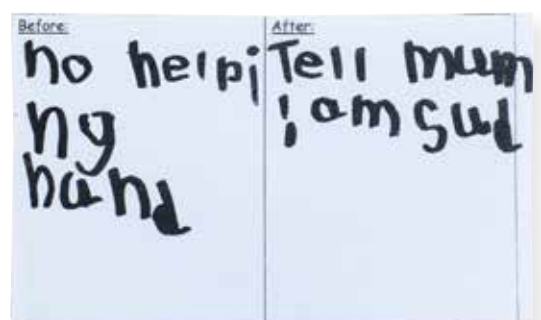 Before:
no helpi
ng
hand
After:
Tell mum
i am sad